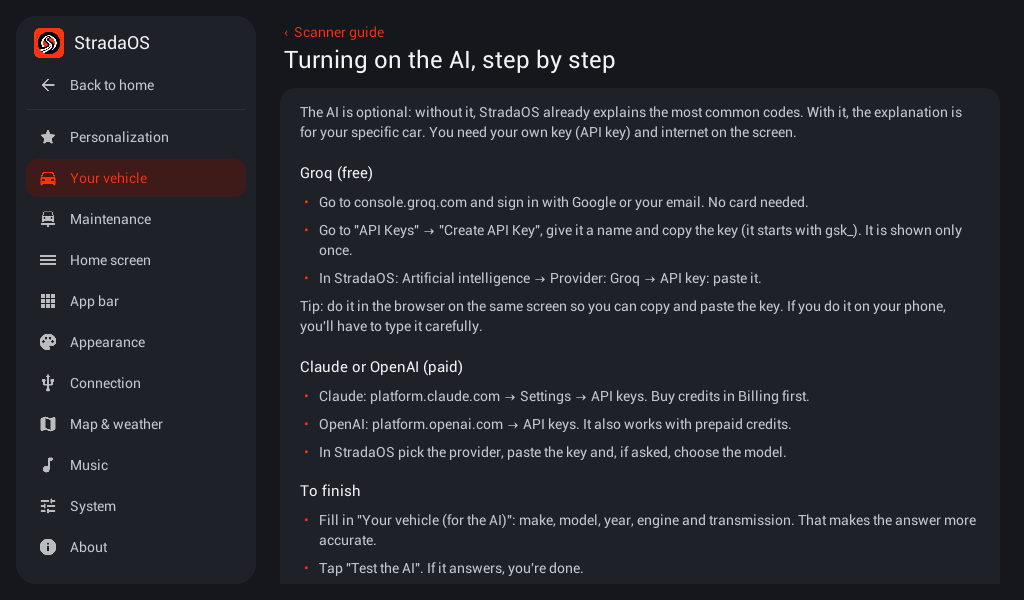 StradaOS
Back to home
Personalization
Your vehicle
Maintenance
Home screen
App bar
Appearance
Connection
Map & weather
Music
System
About
‹ Scanner guide
Turning on the AI, step by step
The AI is optional: without it, StradaOS already explains the most common codes. With it, the explanation is
for your specific car. You need your own key (API key) and internet on the screen.
Groq (free)
• Go to console.groq.com and sign in with Google or your email. No card needed.
• Go to "API Keys" → "Create API Key", give it a name and copy the key (it starts with gsk_). It is shown only
once.
• In StradaOS: Artificial intelligence → Provider: Groq → API key: paste it.
Tip: do it in the browser on the same screen so you can copy and paste the key. If you do it on your phone,
you'll have to type it carefully.
Claude or OpenAI (paid)
• Claude: platform.claude.com → Settings → API keys. Buy credits in Billing first.
• OpenAI: platform.openai.com → API keys. It also works with prepaid credits.
• In StradaOS pick the provider, paste the key and, if asked, choose the model.
To finish
• Fill in "Your vehicle (for the AI)": make, model, year, engine and transmission. That makes the answer more
accurate.
• Tap "Test the AI". If it answers, you're done.